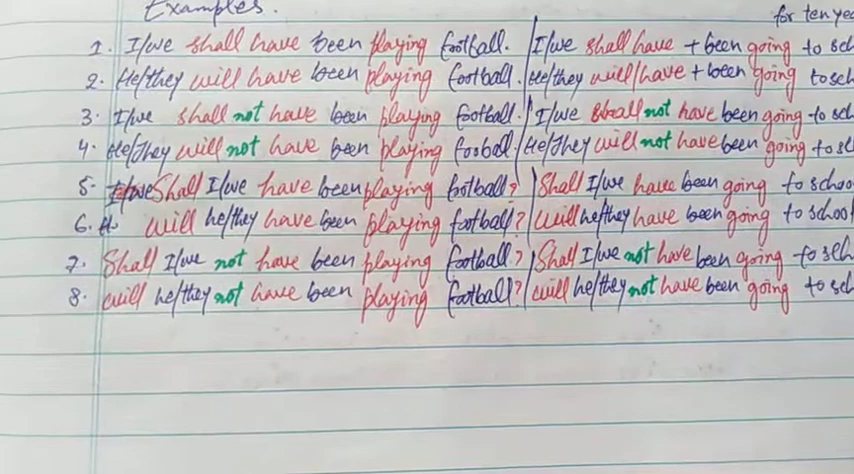 Examples.
for ten yea
1. I/we shall have been playing football. I/we shall have + been going to sch
2. He/they will have been playing football. He/they will/have + been going to sch
3. I/we shall not have been playing football. I/we shall not have been going to sch
4. He/They will not have been playing foosball. He/They will not have been going to scl
5. Shall I/we have been playing football? Shall I/we have been going to schoo
6. will he/they have been playing football? will he/they have been going to school
7. Shall I/we not have been playing football? Shall I/we not have been going to sch
8. will he/they not have been playing football? will he/they not have been going to sch